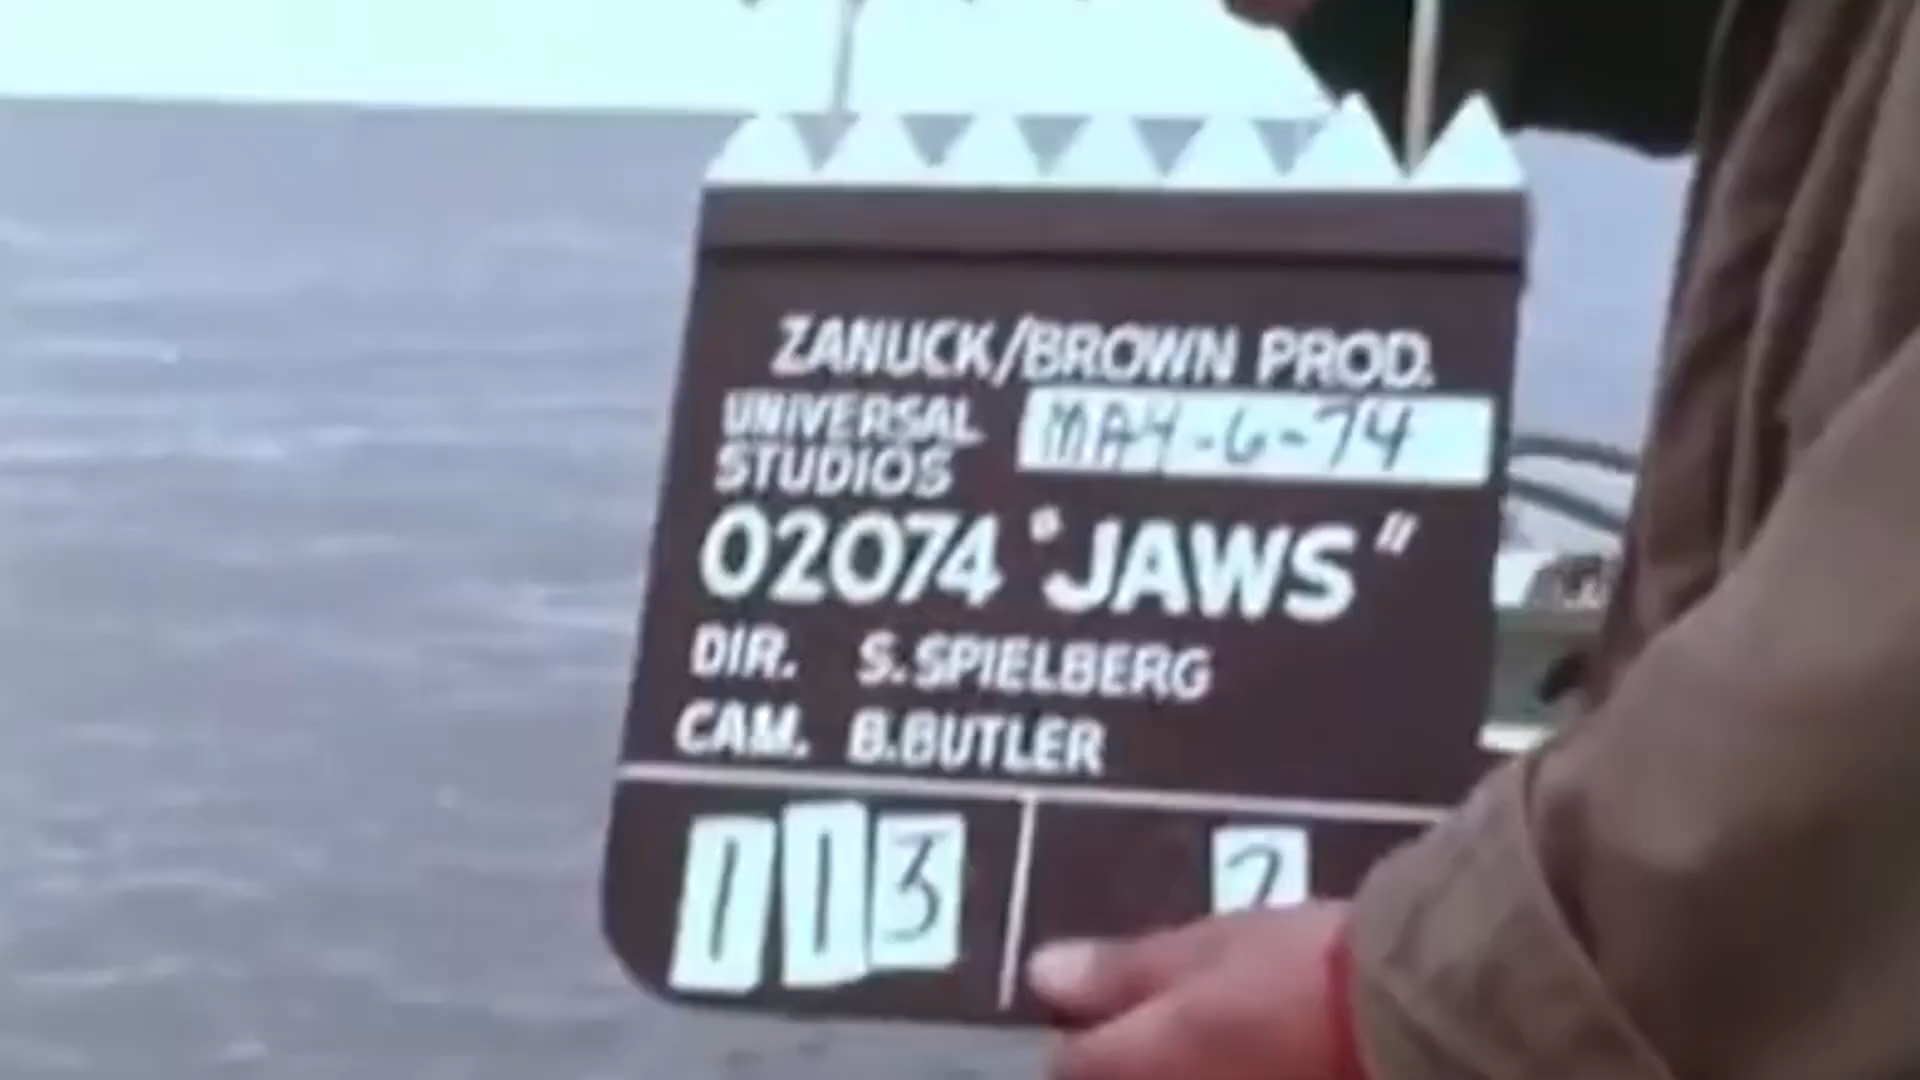 ZANUCK/BROWN PROD.
UNIVERSAL
STUDIOS
MAY-6-74
02074 "JAWS"
DIR. S. SPIELBERG
CAM. B. BUTLER
113 2